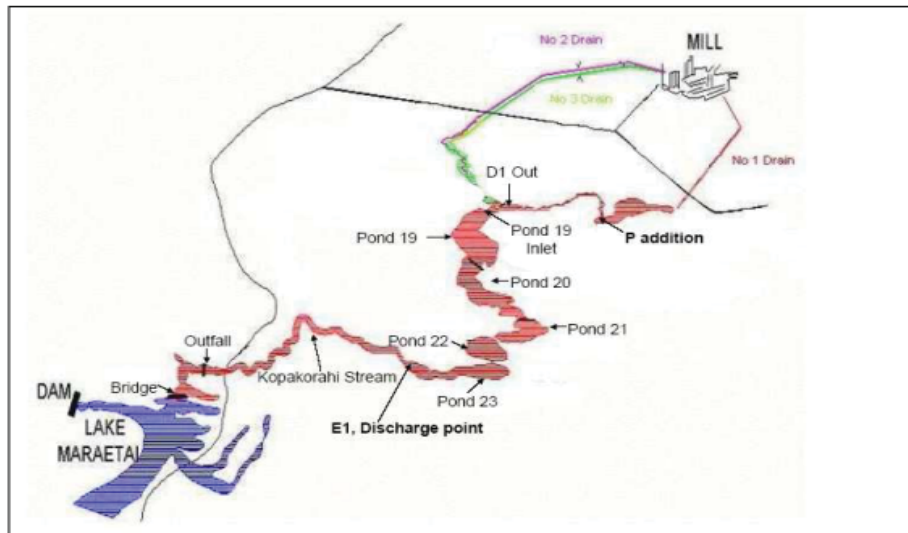 No 2 Drain
MILL
No 3 Drain
No 1 Drain
D1 Out
P addition
Pond 19
Pond 19
Inlet
Pond 20
Pond 21
Pond 22
Outfall
Kopakorahi Stream
Pond 23
Bridge
DAM
LAKE
MARAETAI
E1, Discharge point